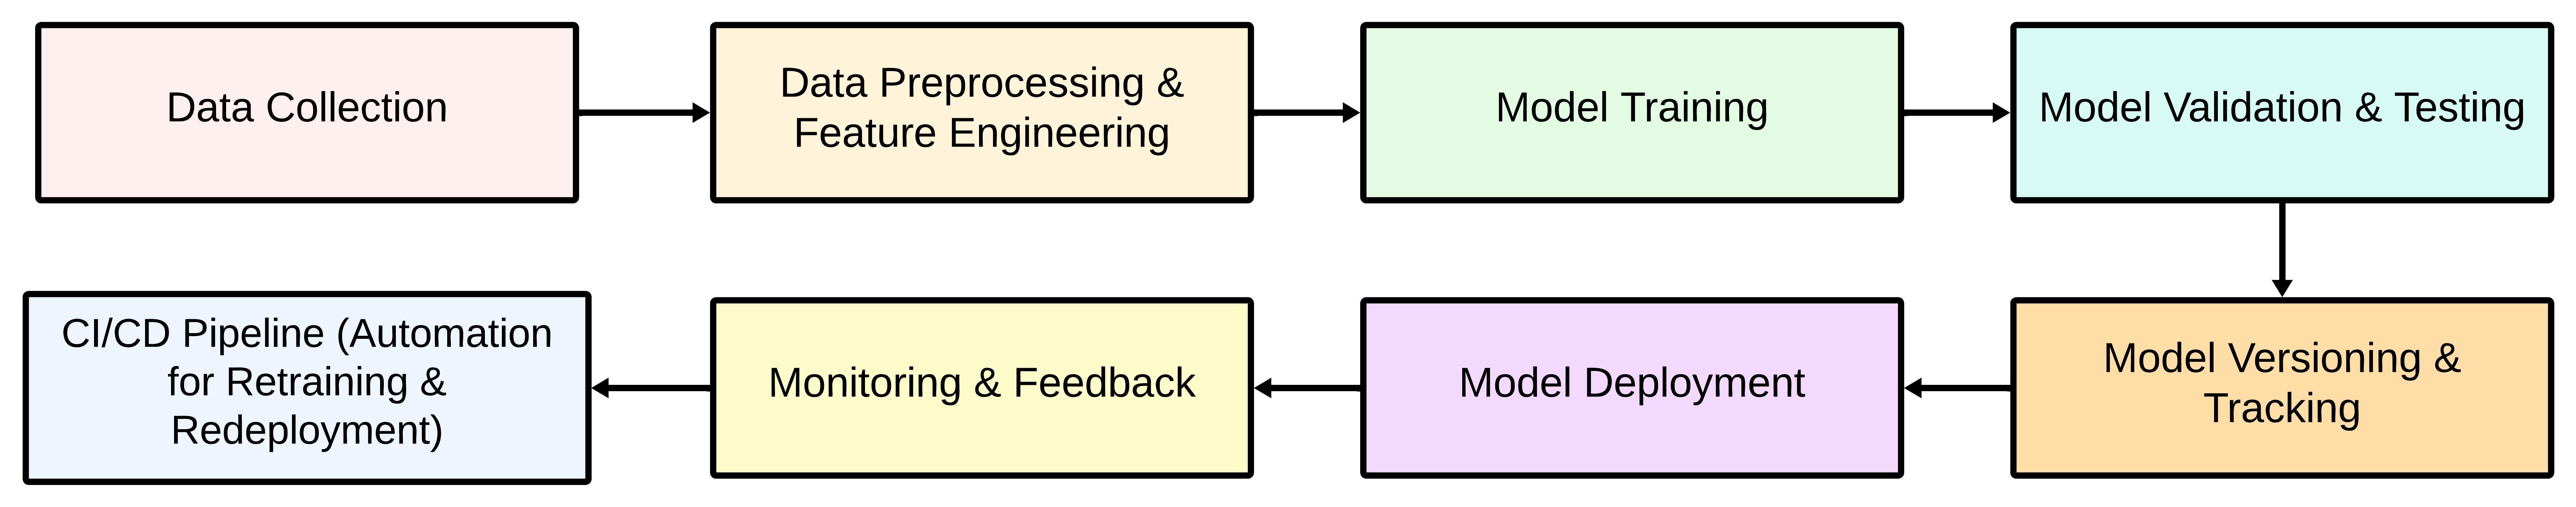 Data Collection
Data Preprocessing &
Feature Engineering
Model Training
Model Validation & Testing
CI/CD Pipeline (Automation
for Retraining &
Redeployment)
Monitoring & Feedback
Model Deployment
Model Versioning &
Tracking